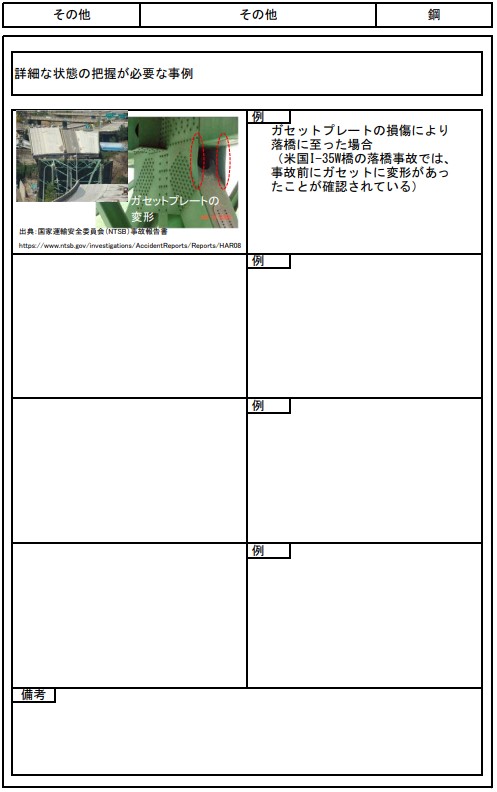 その他
その他
鋼
詳細な状態の把握が必要な事例
ガセットプレートの
変形
出典：国家運輸安全委員会（NTSB）事故報告書
https://www.ntsb.gov/investigations/AccidentReports/Reports/HAR08
例
ガセットプレートの損傷により
落橋に至った場合
（米国I-35W橋の落橋事故では、
事故前にガセットに変形があっ
たことが確認されている）
例
例
例
備考